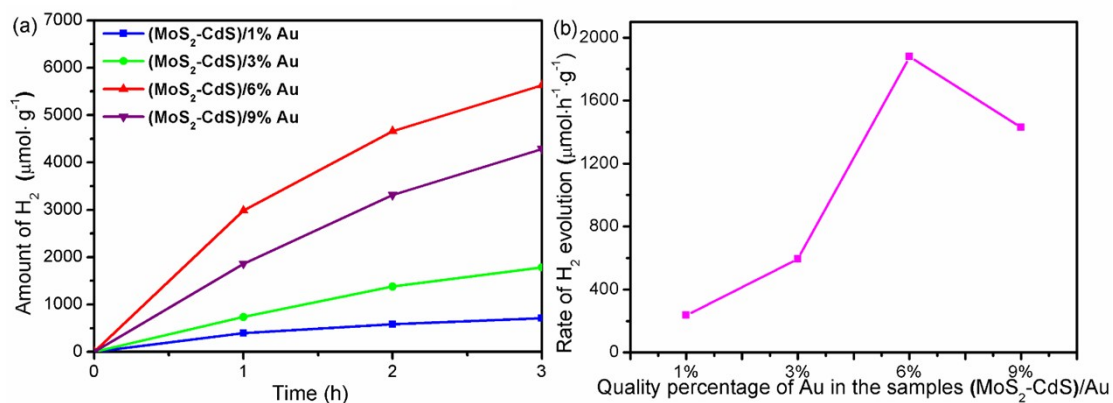 (a)
7000
6000
5000
4000
3000
2000
1000
0
Amount of H₂ (μmol· g⁻¹)
(MoS₂-CdS)/1% Au
(MoS₂-CdS)/3% Au
(MoS₂-CdS)/6% Au
(MoS₂-CdS)/9% Au
0 1 2 3
Time (h)
(b)
2000
1600
1200
800
400
0
Rate of H₂ evolution (μmol·h⁻¹·g⁻¹)
1% 3% 6% 9%
Quality percentage of Au in the samples (MoS₂-CdS)/Au